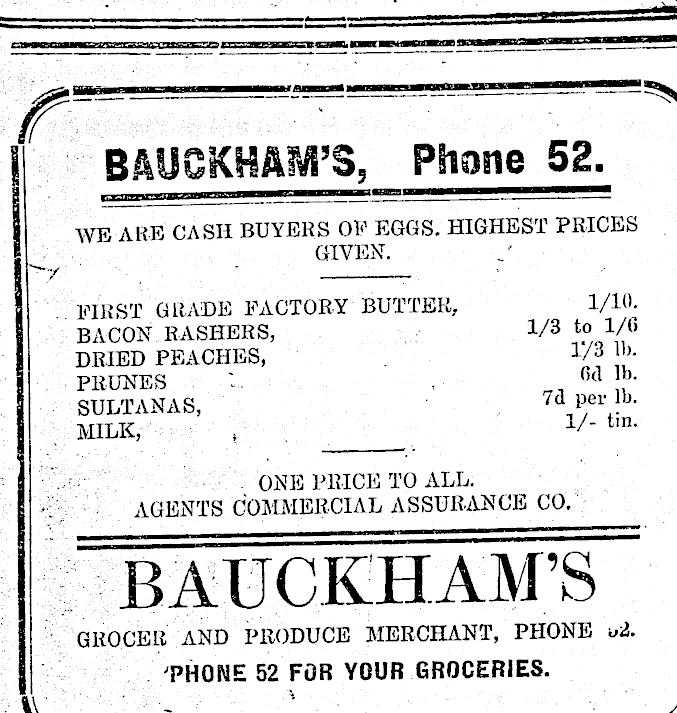 BAUCKHAM'S, Phone 52.
WE ARE CASH BUYERS OF EGGS. HIGHEST PRICES
GIVEN.
FIRST GRADE FACTORY BUTTER, 1/10.
BACON RASHERS, 1/3 to 1/6
DRIED PEACHES, 1/3 lb.
PRUNES 6d lb.
SULTANAS, 7d per lb.
MILK, 1/- tin.
ONE PRICE TO ALL.
AGENTS COMMERCIAL ASSURANCE CO.
BAUCKHAM'S
GROCER AND PRODUCE MERCHANT, PHONE 52.
'PHONE 52 FOR YOUR GROCERIES.